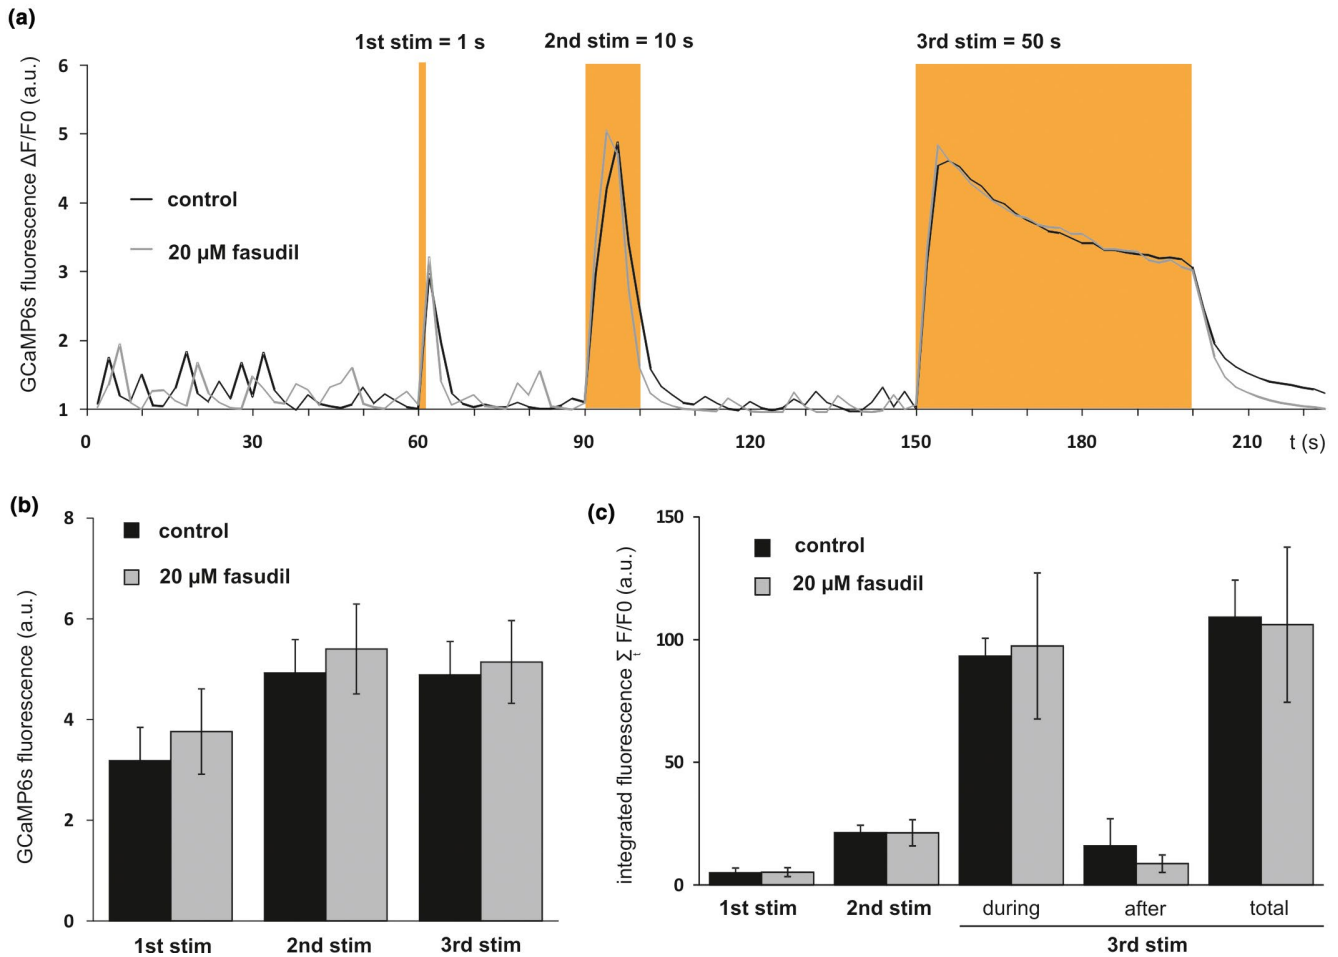 (a)
1st stim = 1 s
2nd stim = 10 s
3rd stim = 50 s
GCaMP6s fluorescence ΔF/F0 (a.u.)
6
5
4
3
2
1
control
20 µM fasudil
0 30 60 90 120 150 180 210 t (s)
(b)
GCaMP6s fluorescence (a.u.)
8
6
4
2
0
control
20 µM fasudil
1st stim 2nd stim 3rd stim
(c)
integrated fluorescence Σt F/F0 (a.u.)
150
100
50
0
control
20 µM fasudil
1st stim 2nd stim during after total
3rd stim